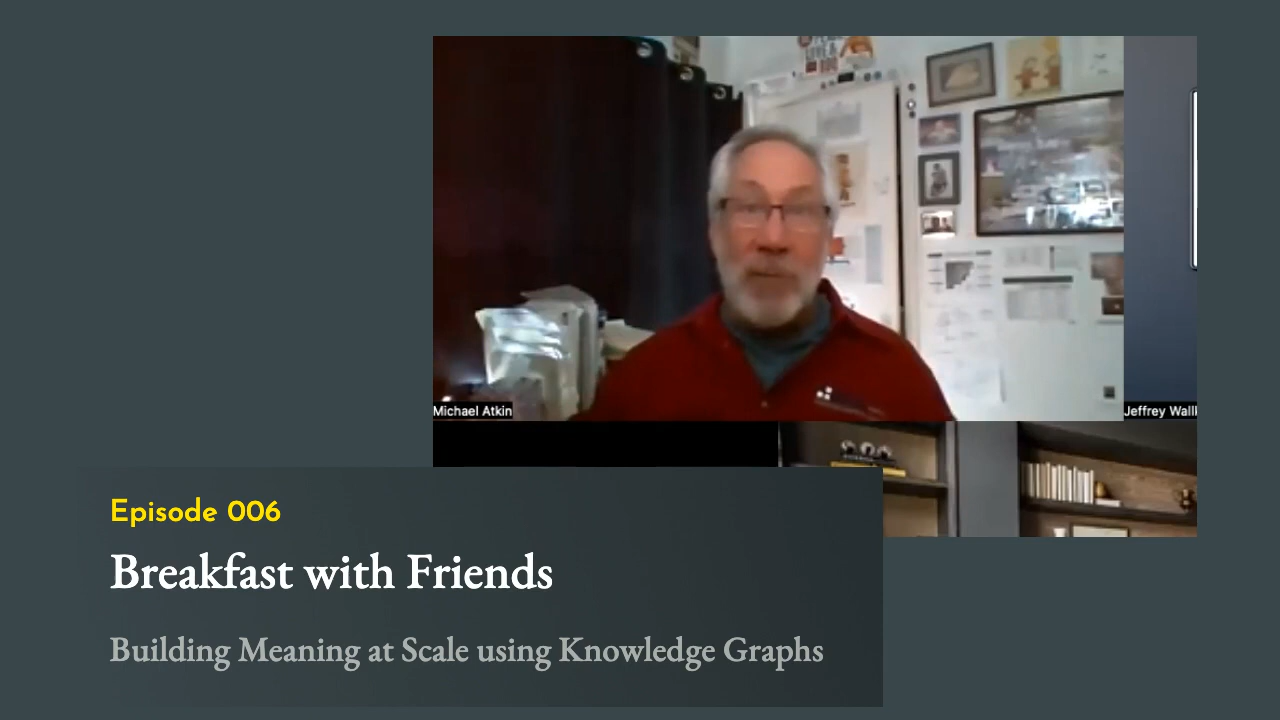 Michael Atkin
Jeffrey Wall
Episode 006
Breakfast with Friends
Building Meaning at Scale using Knowledge Graphs